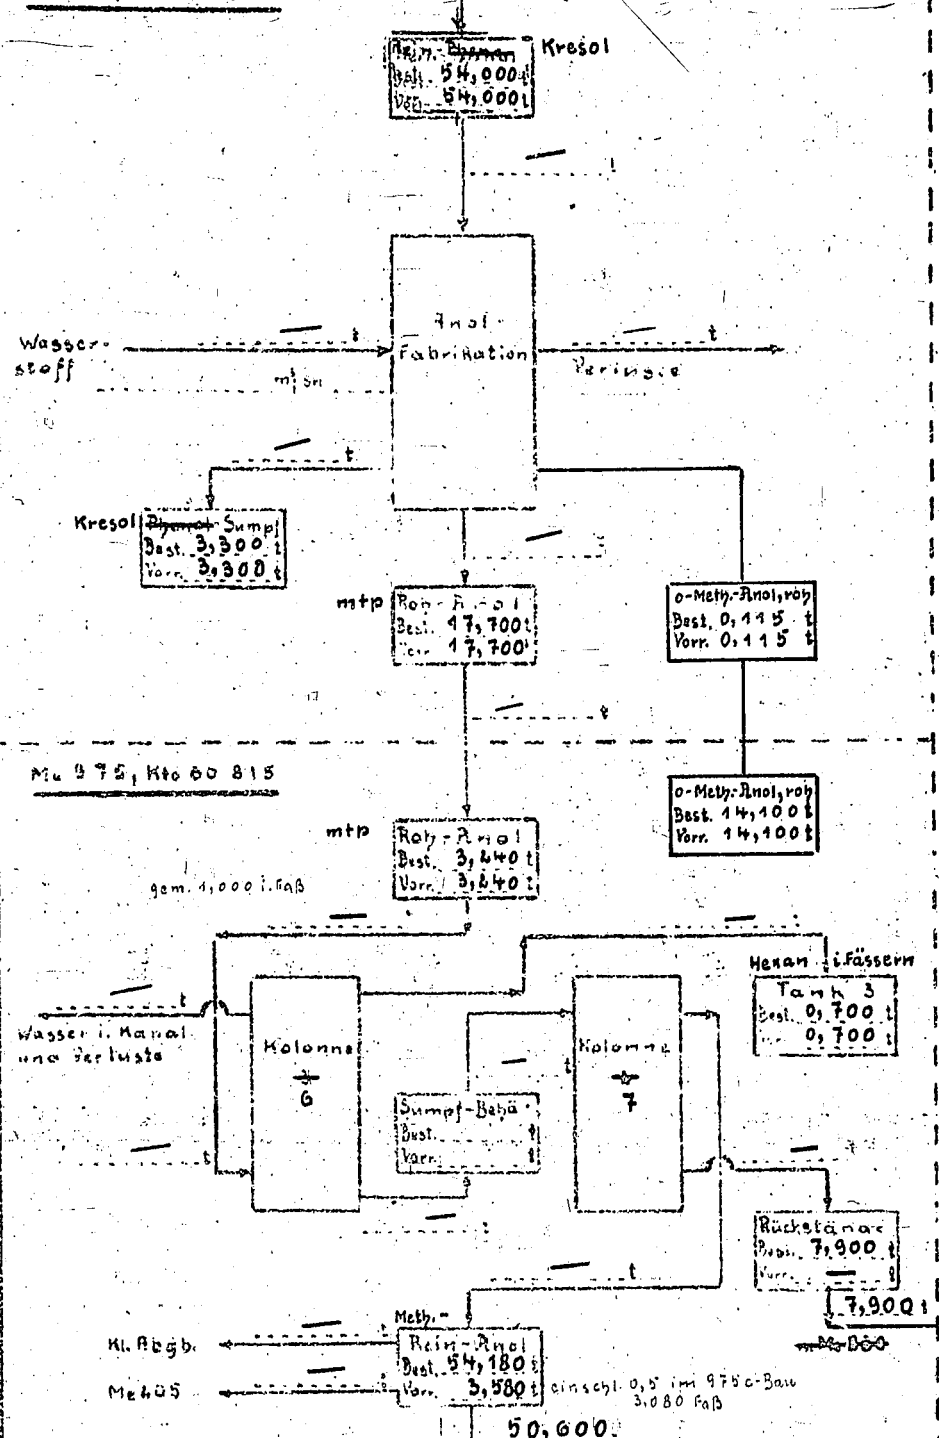 Rein-Phenol Kresol
Best. 54,000 t
Vorr. 54,000 t
Wasser-
stoff
t
m³ Sn
Anol-
Fabrikation
t
t
Kresol Phenol-Sumpf
Best. 3,300 t
Vorr. 3,300 t
mtp Roh-Anol
Best. 17,700 t
Vorr. 17,700 t
o-Meth.-Anol, roh
Best. 0,115 t
Vorr. 0,115 t
t
Me 975, Kto 60 815
o-Meth.-Anol, roh
Best. 14,100 t
Vorr. 14,100 t
mtp Roh-Anol
Best. 3,240 t
Vorr. 3,240 t
gem. 1,000 i. Faß
Hexan i. Fässern
Tank 3
Best. 0,700 t
Vorr. 0,700 t
t
Wasser i. Kanal
und Verluste
Kolonne
6
Kolonne
7
t
Sumpf-Behä.
Best. t
Vorr. t
t
Rückstände
Best. 7,900 t
Vorr. — t
7,900 t
t
Meth.-
Rein-Anol
Best. 54,180 t
Vorr. 3,580 t
Kl. Abgb.
Me 405
einschl. 0,5 im 975c-Bau
3,080 Faß
50,600